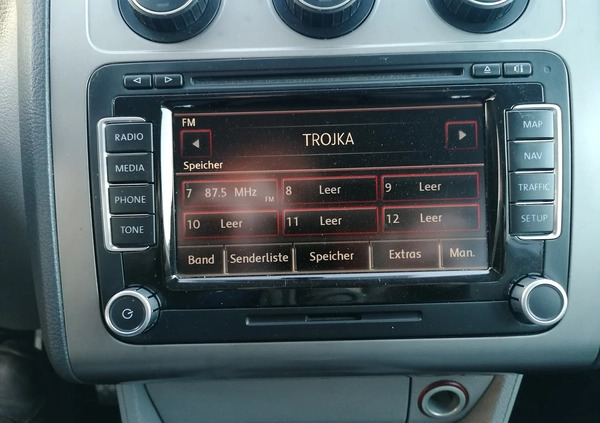 RADIO
MEDIA
PHONE
TONE
FM
TROJKA
Speicher
7 87.5 MHz FM
8 Leer
9 Leer
10 Leer
11 Leer
12 Leer
Band Senderliste Speicher Extras Man.
MAP
NAV
TRAFFIC
SETUP